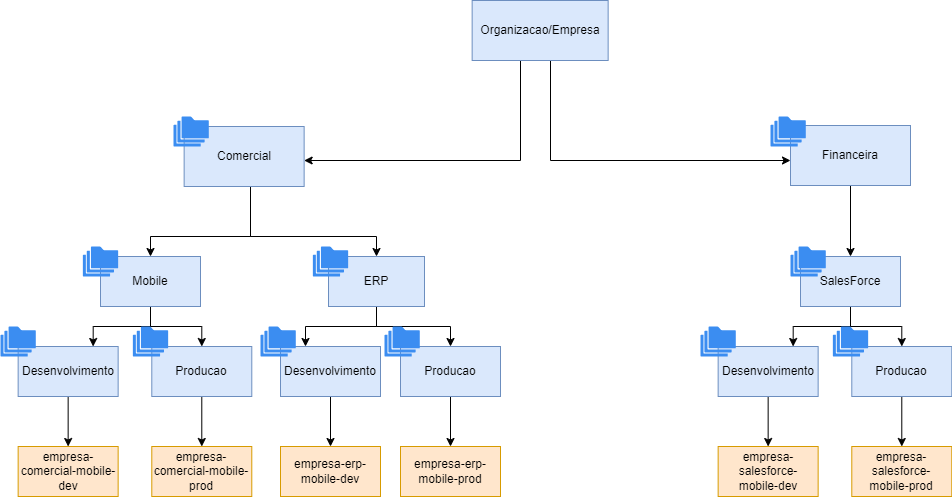 Organizacao/Empresa
Comercial
Financeira
Mobile
ERP
SalesForce
Desenvolvimento
Producao
Desenvolvimento
Producao
Desenvolvimento
Producao
empresa-
comercial-mobile-
dev
empresa-
comercial-mobile-
prod
empresa-erp-
mobile-dev
empresa-erp-
mobile-prod
empresa-
salesforce-
mobile-dev
empresa-
salesforce-
mobile-prod